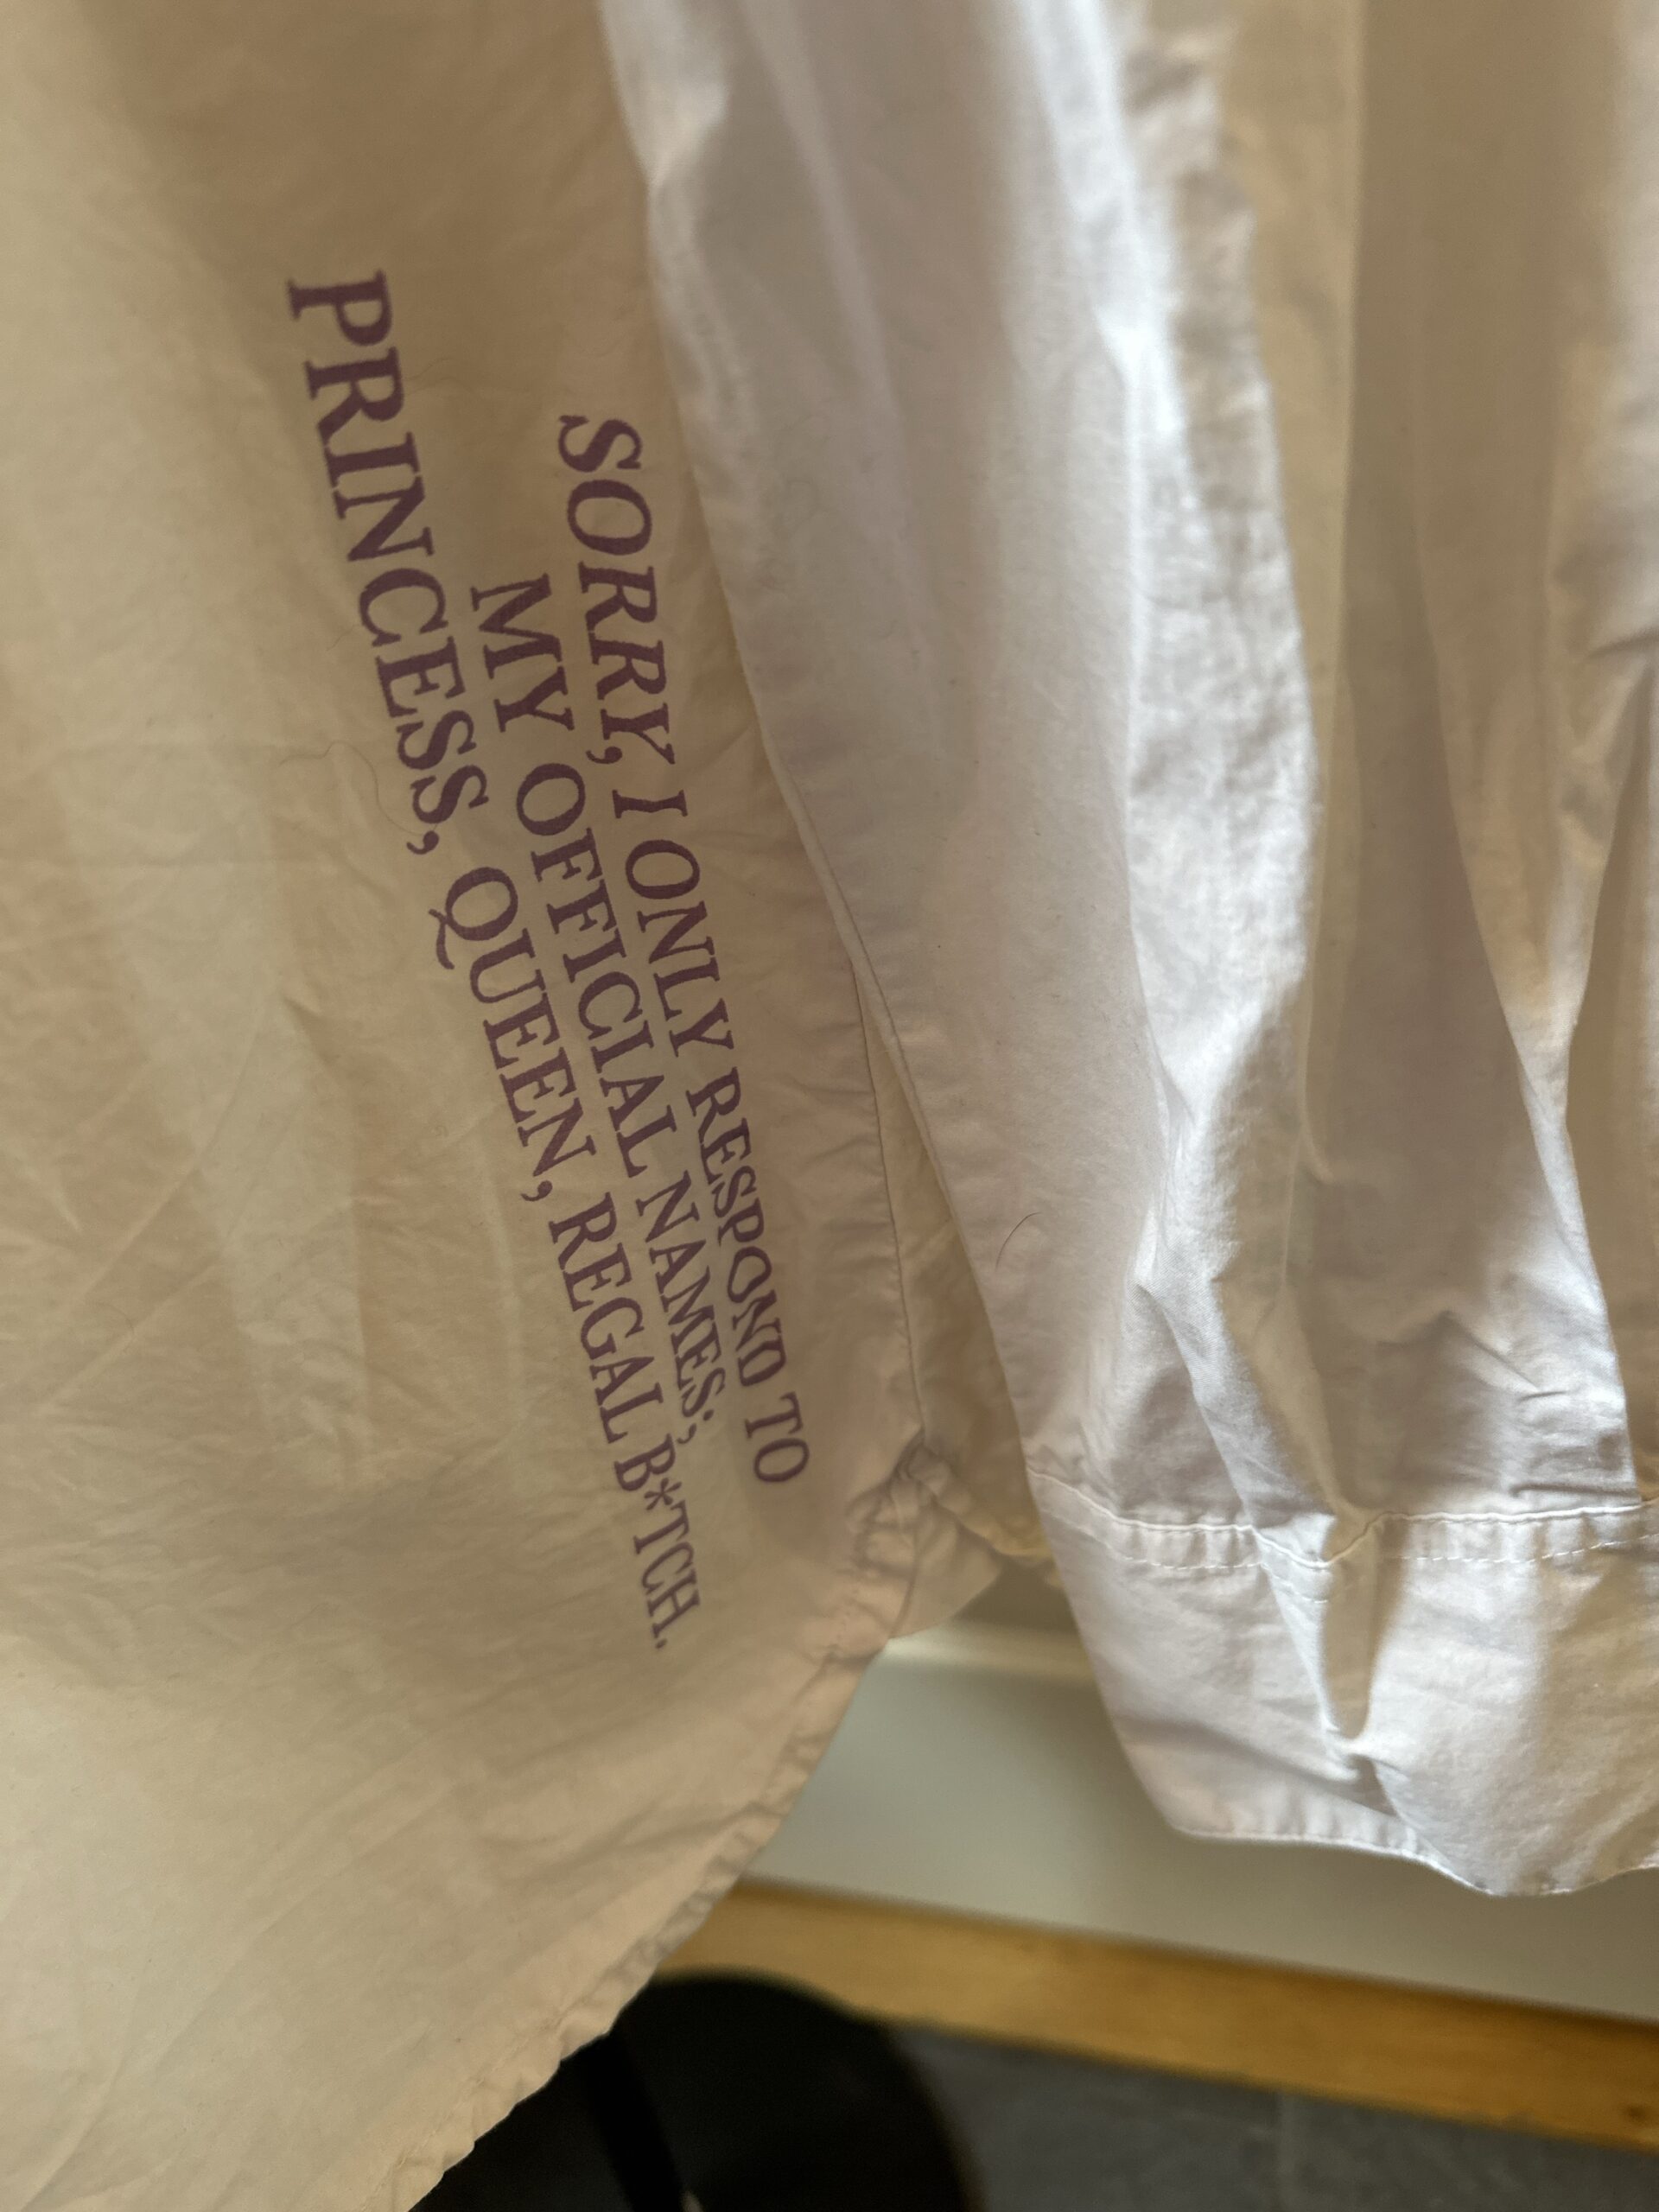 SORRY, I ONLY RESPOND TO
MY OFFICIAL NAMES;
PRINCESS, QUEEN, REGAL B*TCH.